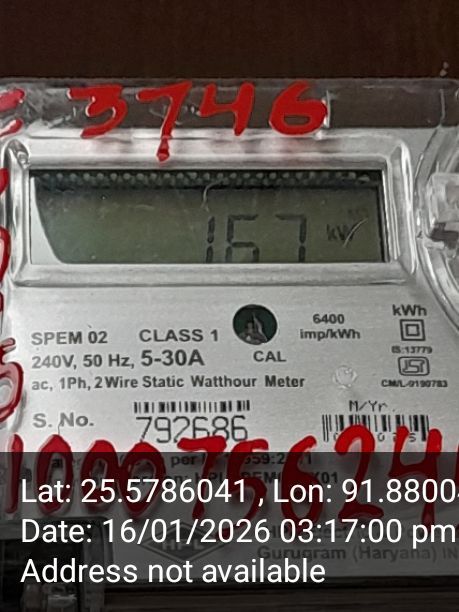 3746
167 kW
SPEM 02 CLASS 1
240V, 50 Hz, 5-30A
ac, 1Ph, 2 Wire Static Watthour Meter
CAL
6400
imp/kWh
kWh
IS:13779
CM/L-9190783
S. No.
792686
M/Yr.
Lat: 25.5786041 , Lon: 91.8800
Date: 16/01/2026 03:17:00 pm
Address not available
Gurugram (Haryana) IN